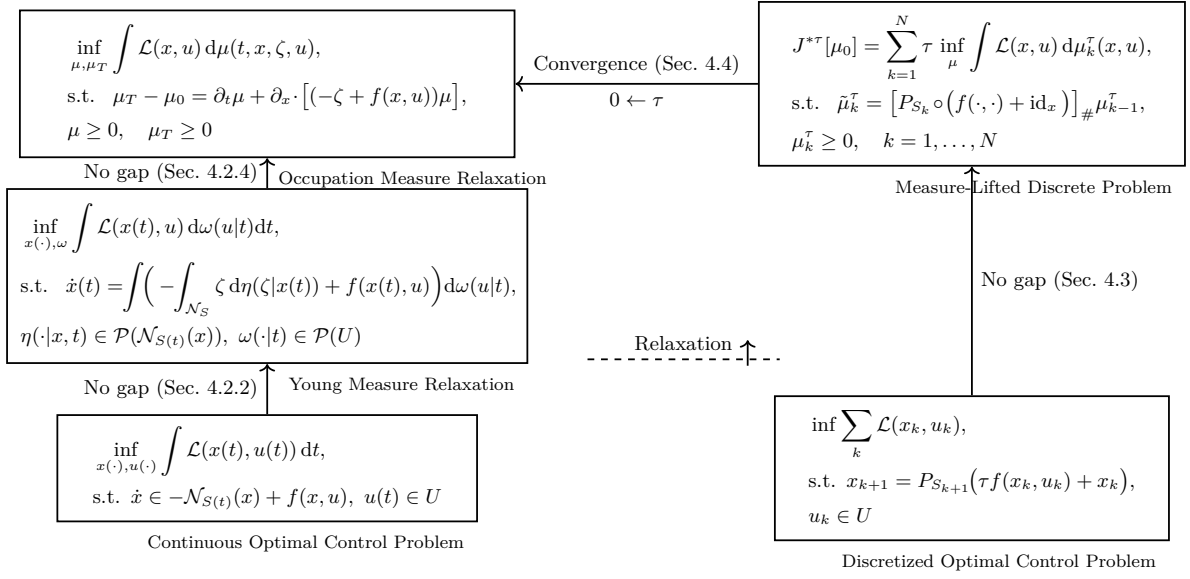 inf_{μ,μ_T} ∫ ℒ(x, u) dμ(t, x, ζ, u),
s.t. μ_T − μ_0 = ∂_t μ + ∂_x · [(−ζ + f(x, u))μ],
μ ≥ 0, μ_T ≥ 0
Convergence (Sec. 4.4)
0 ← τ
J^{*τ}[μ_0] = ∑_{k=1}^{N} τ inf_μ ∫ ℒ(x, u) dμ_k^τ(x, u),
s.t. μ̃_k^τ = [P_{S_k} ∘ (f(·, ·) + id_x)]_# μ_{k−1}^τ,
μ_k^τ ≥ 0, k = 1, . . . , N
No gap (Sec. 4.2.4)
Occupation Measure Relaxation
Measure-Lifted Discrete Problem
inf_{x(·),ω} ∫ ℒ(x(t), u) dω(u|t)dt,
s.t. ẋ(t) = ∫ (− ∫_{𝒩_S} ζ dη(ζ|x(t)) + f(x(t), u)) dω(u|t),
η(·|x, t) ∈ 𝒫(𝒩_{S(t)}(x)), ω(·|t) ∈ 𝒫(U)
No gap (Sec. 4.3)
Relaxation
No gap (Sec. 4.2.2)
Young Measure Relaxation
inf_{x(·),u(·)} ∫ ℒ(x(t), u(t)) dt,
s.t. ẋ ∈ −𝒩_{S(t)}(x) + f(x, u), u(t) ∈ U
Continuous Optimal Control Problem
inf ∑_k ℒ(x_k, u_k),
s.t. x_{k+1} = P_{S_{k+1}}(τf(x_k, u_k) + x_k),
u_k ∈ U
Discretized Optimal Control Problem